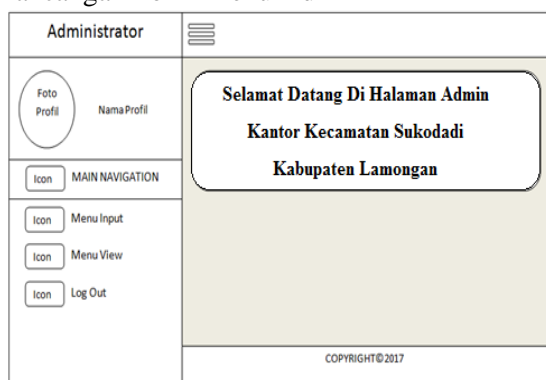 Administrator
Foto
Profil
Nama Profil
Icon MAIN NAVIGATION
Icon Menu Input
Icon Menu View
Icon Log Out
Selamat Datang Di Halaman Admin
Kantor Kecamatan Sukodadi
Kabupaten Lamongan
COPYRIGHT©2017